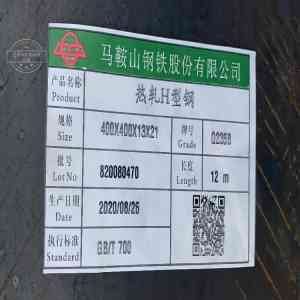 马鞍山钢铁股份有限公司
产品名称 Product 热轧H型钢
规格 Size 400X400X13X21 牌号 Grade Q235B
批号 LotNo 820080470 长度 Length 12 m
生产日期 Date 2020/08/26
执行标准 Standard GB/T 700